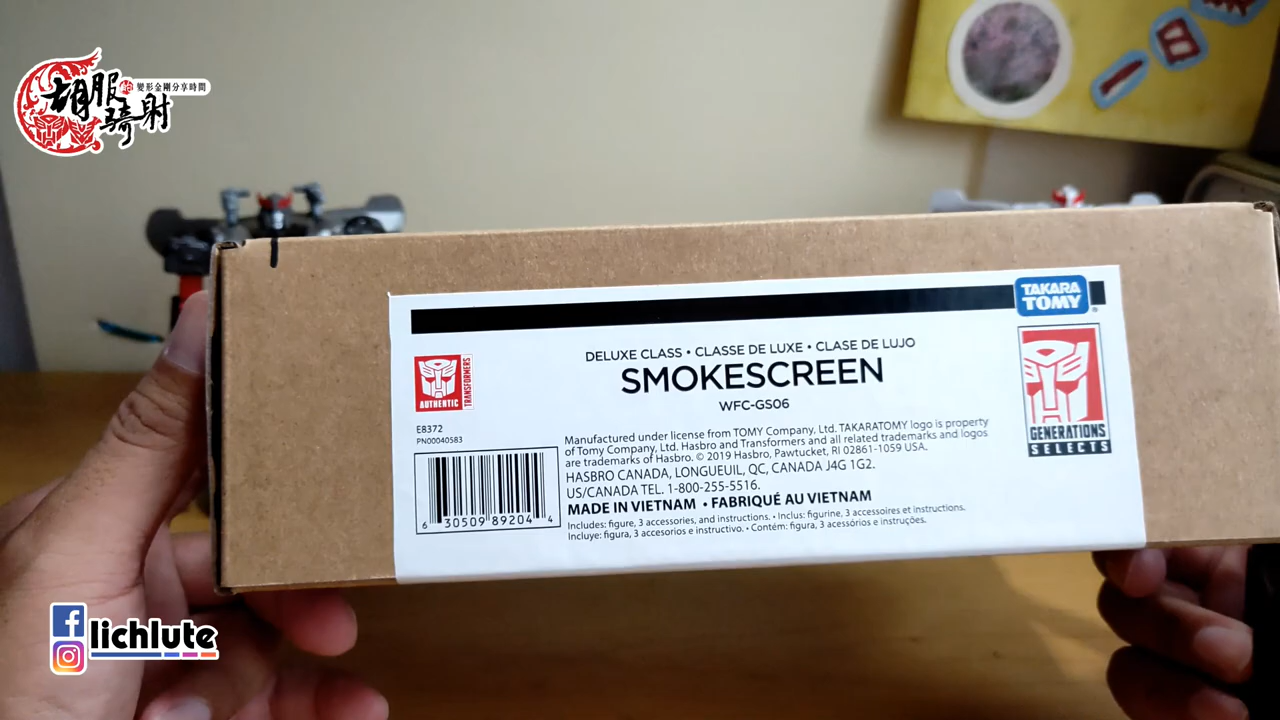 胡服騎射
的變形金剛分享時間
TAKARA
TOMY®
DELUXE CLASS • CLASSE DE LUXE • CLASE DE LUJO
SMOKESCREEN
WFC-GS06
AUTHENTIC
TRANSFORMERS
E8372
PN00040583
GENERATIONS
SELECTS
Manufactured under license from TOMY Company, Ltd. TAKARATOMY logo is property
of Tomy Company, Ltd. Hasbro and Transformers and all related trademarks and logos
are trademarks of Hasbro. © 2019 Hasbro, Pawtucket, RI 02861-1059 USA.
HASBRO CANADA, LONGUEUIL, QC, CANADA J4G 1G2.
US/CANADA TEL. 1-800-255-5516.
MADE IN VIETNAM • FABRIQUÉ AU VIETNAM
Includes: figure, 3 accessories, and instructions. • Inclus: figurine, 3 accessoires et instructions.
Incluye: figura, 3 accesorios e instructivo. • Contém: figura, 3 acessórios e instruções.
6 30509 89204 4
lichlute